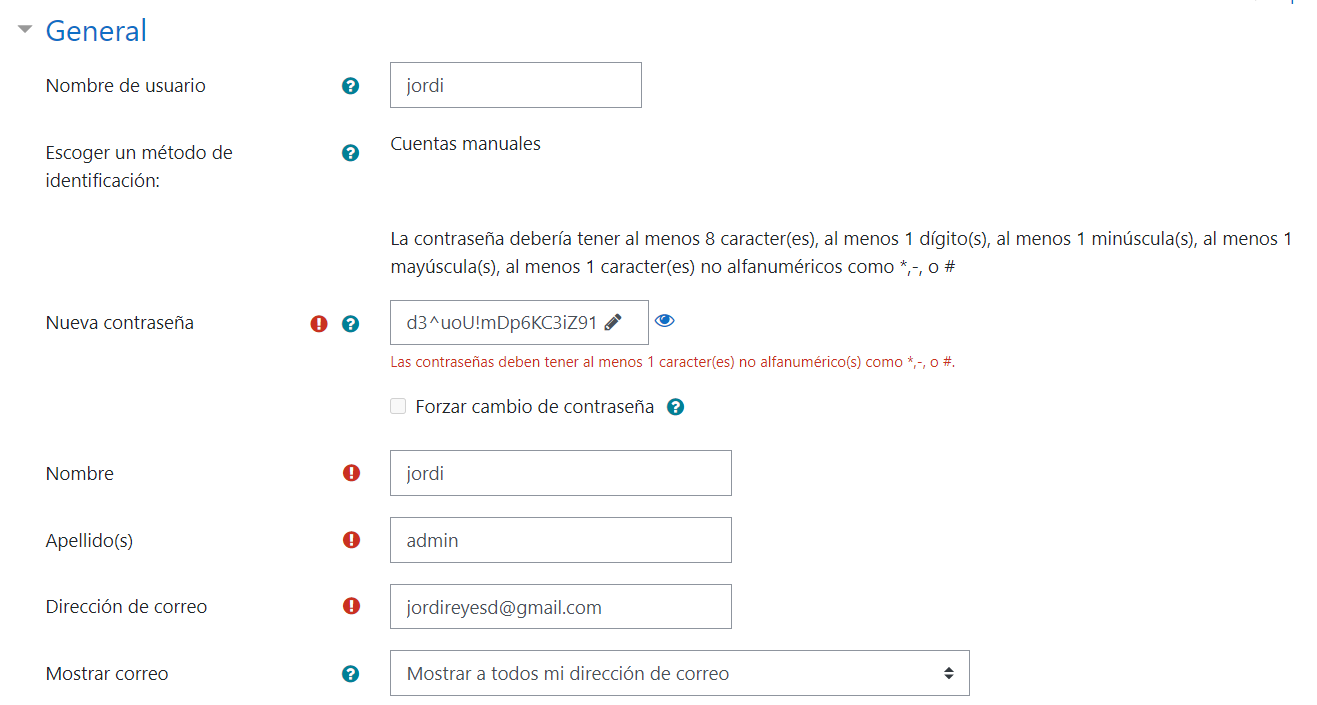 General
Nombre de usuario
jordi
Escoger un método de
identificación:
Cuentas manuales
La contraseña debería tener al menos 8 caracter(es), al menos 1 dígito(s), al menos 1 minúscula(s), al menos 1
mayúscula(s), al menos 1 caracter(es) no alfanuméricos como *,-, o #
Nueva contraseña
d3^uoU!mDp6KC3iZ91
Las contraseñas deben tener al menos 1 caracter(es) no alfanumérico(s) como *,-, o #.
Forzar cambio de contraseña
Nombre
jordi
Apellido(s)
admin
Dirección de correo
jordireyesd@gmail.com
Mostrar correo
Mostrar a todos mi dirección de correo